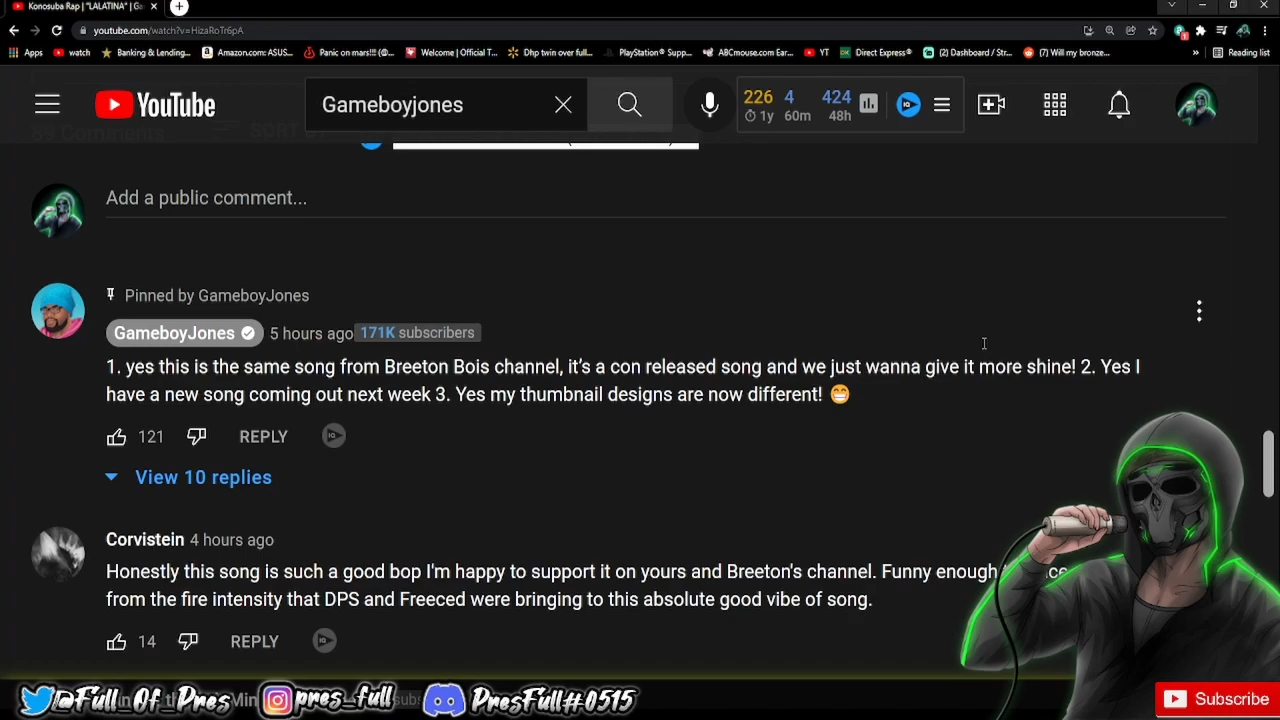 Konosuba Rap | "LALATINA" | Ga
youtube.com/watch?v=HizaRoTr6pA
Apps watch Banking & Lending... Amazon.com: ASUS... Panic on mars!!! (@... Welcome | Official T... Dhp twin over full... PlayStation® Supp... ABCmouse.com Ear... YT Direct Express® (2) Dashboard / Str... (7) Will my bronze... » Reading list
YouTube Gameboyjones 226 4 424
1y 60m 48h
89 Comments SORT BY
Add a public comment...
Pinned by GameboyJones
GameboyJones 5 hours ago 171K subscribers
1. yes this is the same song from Breeton Bois channel, it's a con released song and we just wanna give it more shine! 2. Yes I
have a new song coming out next week 3. Yes my thumbnail designs are now different! 😁
121 REPLY
View 10 replies
Corvistein 4 hours ago
Honestly this song is such a good bop I'm happy to support it on yours and Breeton's channel. Funny enough
from the fire intensity that DPS and Freeced were bringing to this absolute good vibe of song.
14 REPLY
@Full_Of_Pres pres_full PresFull#0515 Subscribe